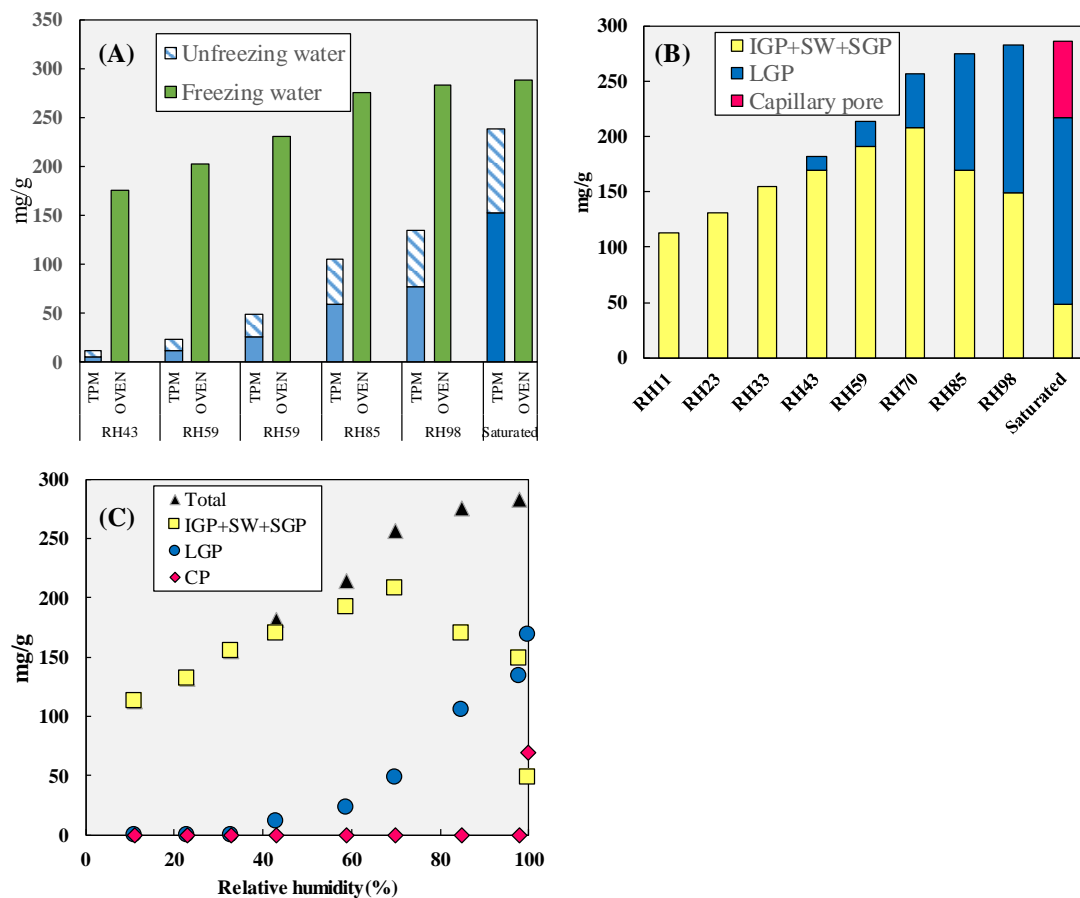 350
300
250
200
150
100
50
0
mg/g
(A)
Unfreezing water
Freezing water
TPM OVEN TPM OVEN TPM OVEN TPM OVEN TPM OVEN TPM OVEN
RH43 RH59 RH59 RH85 RH98 Saturated
300
250
200
150
100
50
0
mg/g
(B)
IGP+SW+SGP
LGP
Capillary pore
RH11 RH23 RH33 RH43 RH59 RH70 RH85 RH98 Saturated
300
250
200
150
100
50
0
mg/g
(C)
Total
IGP+SW+SGP
LGP
CP
0 20 40 60 80 100
Relative humidity(%)